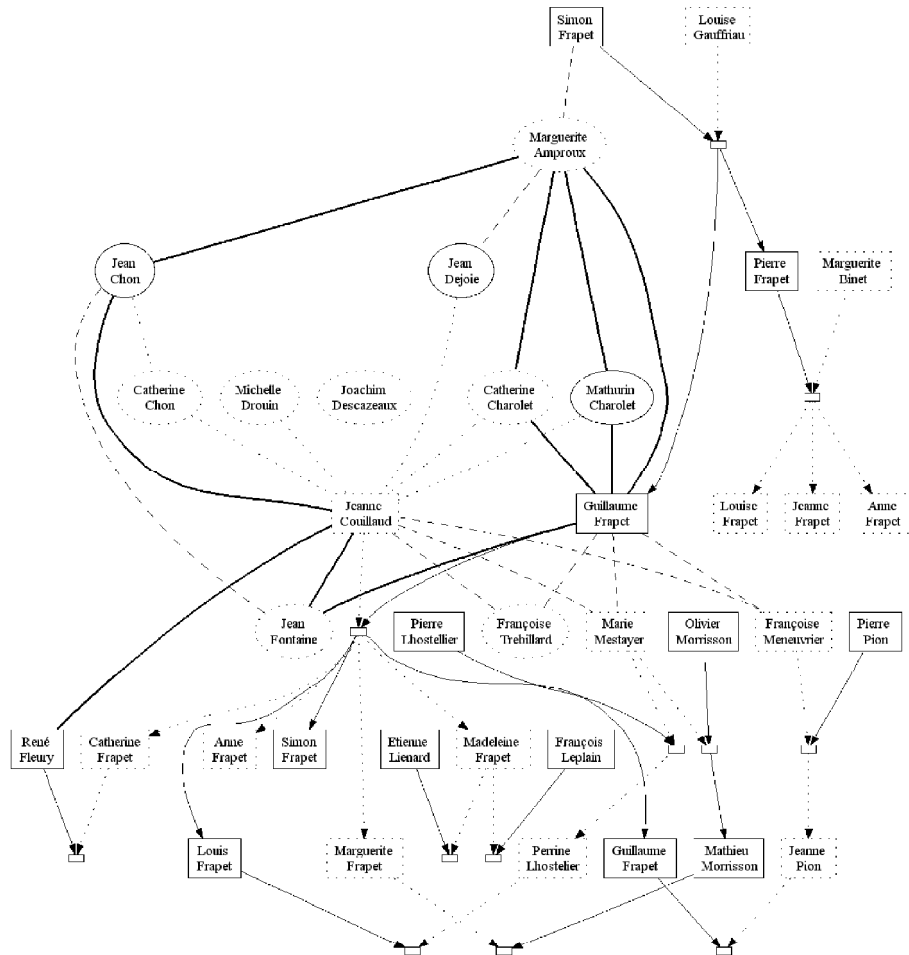 Simon
Frapet
Louise
Gauffriau
Marguerite
Amproux
Jean
Chon
Jean
Dejoie
Pierre
Frapet
Marguerite
Binet
Catherine
Chon
Michelle
Drouin
Joachim
Descazeaux
Catherine
Charolet
Mathurin
Charolet
Jeanne
Couillaud
Guillaume
Frapet
Louise
Frapet
Jeanne
Frapet
Anne
Frapet
Jean
Fontaine
Pierre
Lhostellier
Françoise
Trebillard
Marie
Mestayer
Olivier
Morrisson
Françoise
Meneuvrier
Pierre
Pion
René
Fleury
Catherine
Frapet
Anne
Frapet
Simon
Frapet
Etienne
Lienard
Madeleine
Frapet
François
Leplain
Louis
Frapet
Marguerite
Frapet
Perrine
Lhostelier
Guillaume
Frapet
Mathieu
Morrisson
Jeanne
Pion